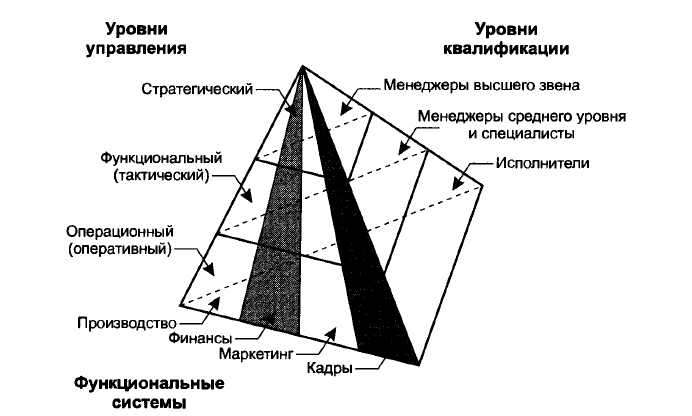 Уровни
управления
Уровни
квалификации
Стратегический
Менеджеры высшего звена
Менеджеры среднего уровня
и специалисты
Функциональный
(тактический)
Исполнители
Операционный
(оперативный)
Производство
Финансы
Маркетинг
Кадры
Функциональные
системы